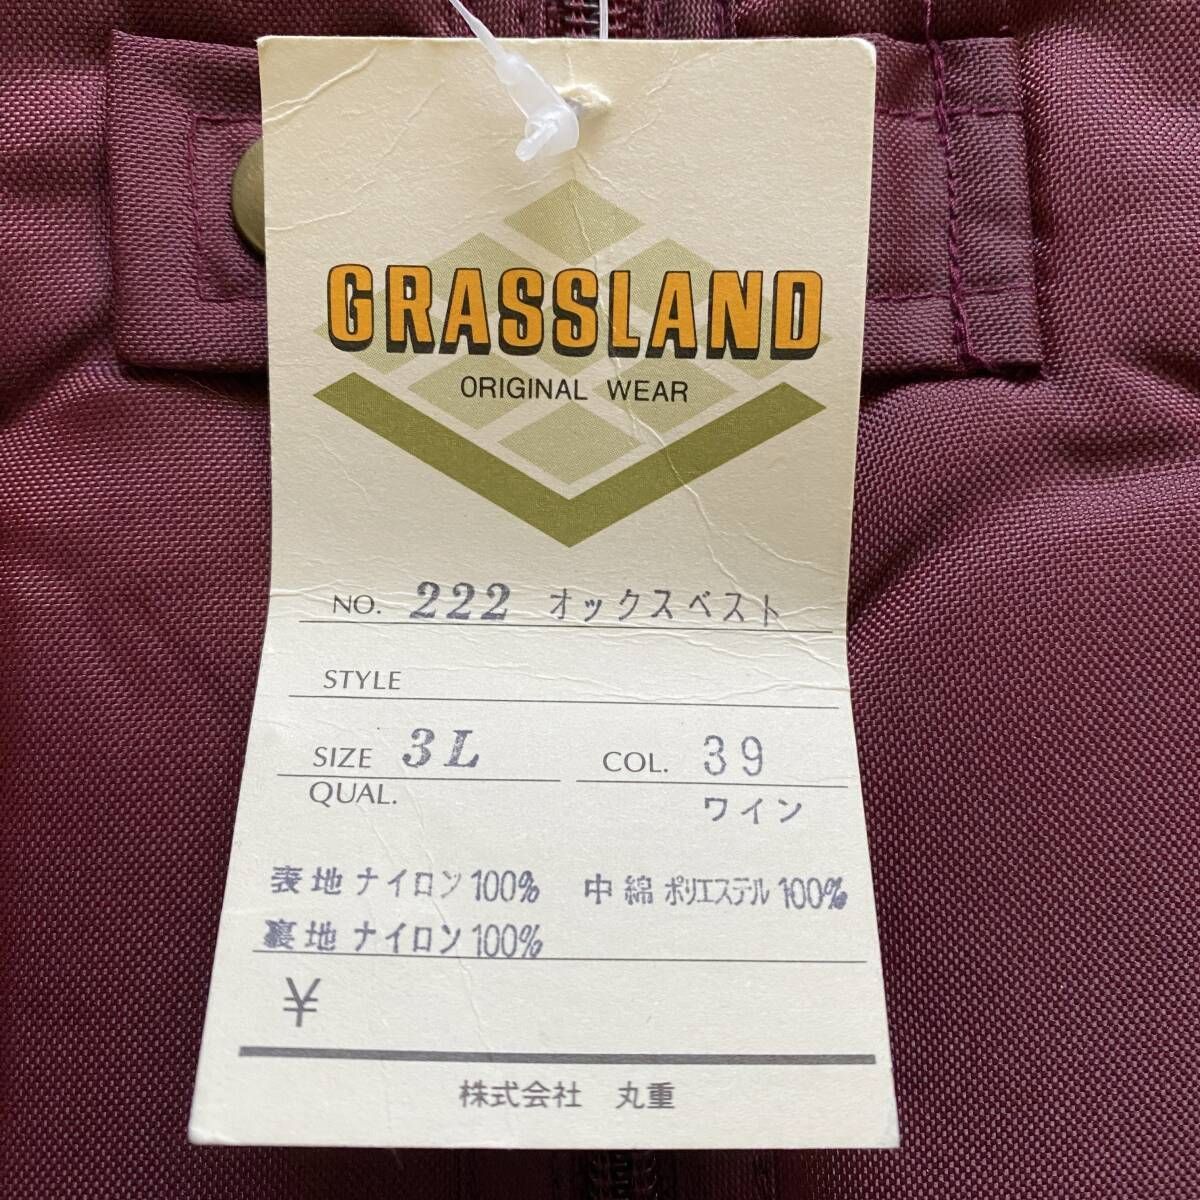 GRASSLAND
ORIGINAL WEAR
NO. 222 オックスベスト
STYLE
SIZE 3L COL. 39
QUAL. ワイン
表地ナイロン100% 中綿ポリエステル100%
裏地ナイロン100%
¥
株式会社 丸重